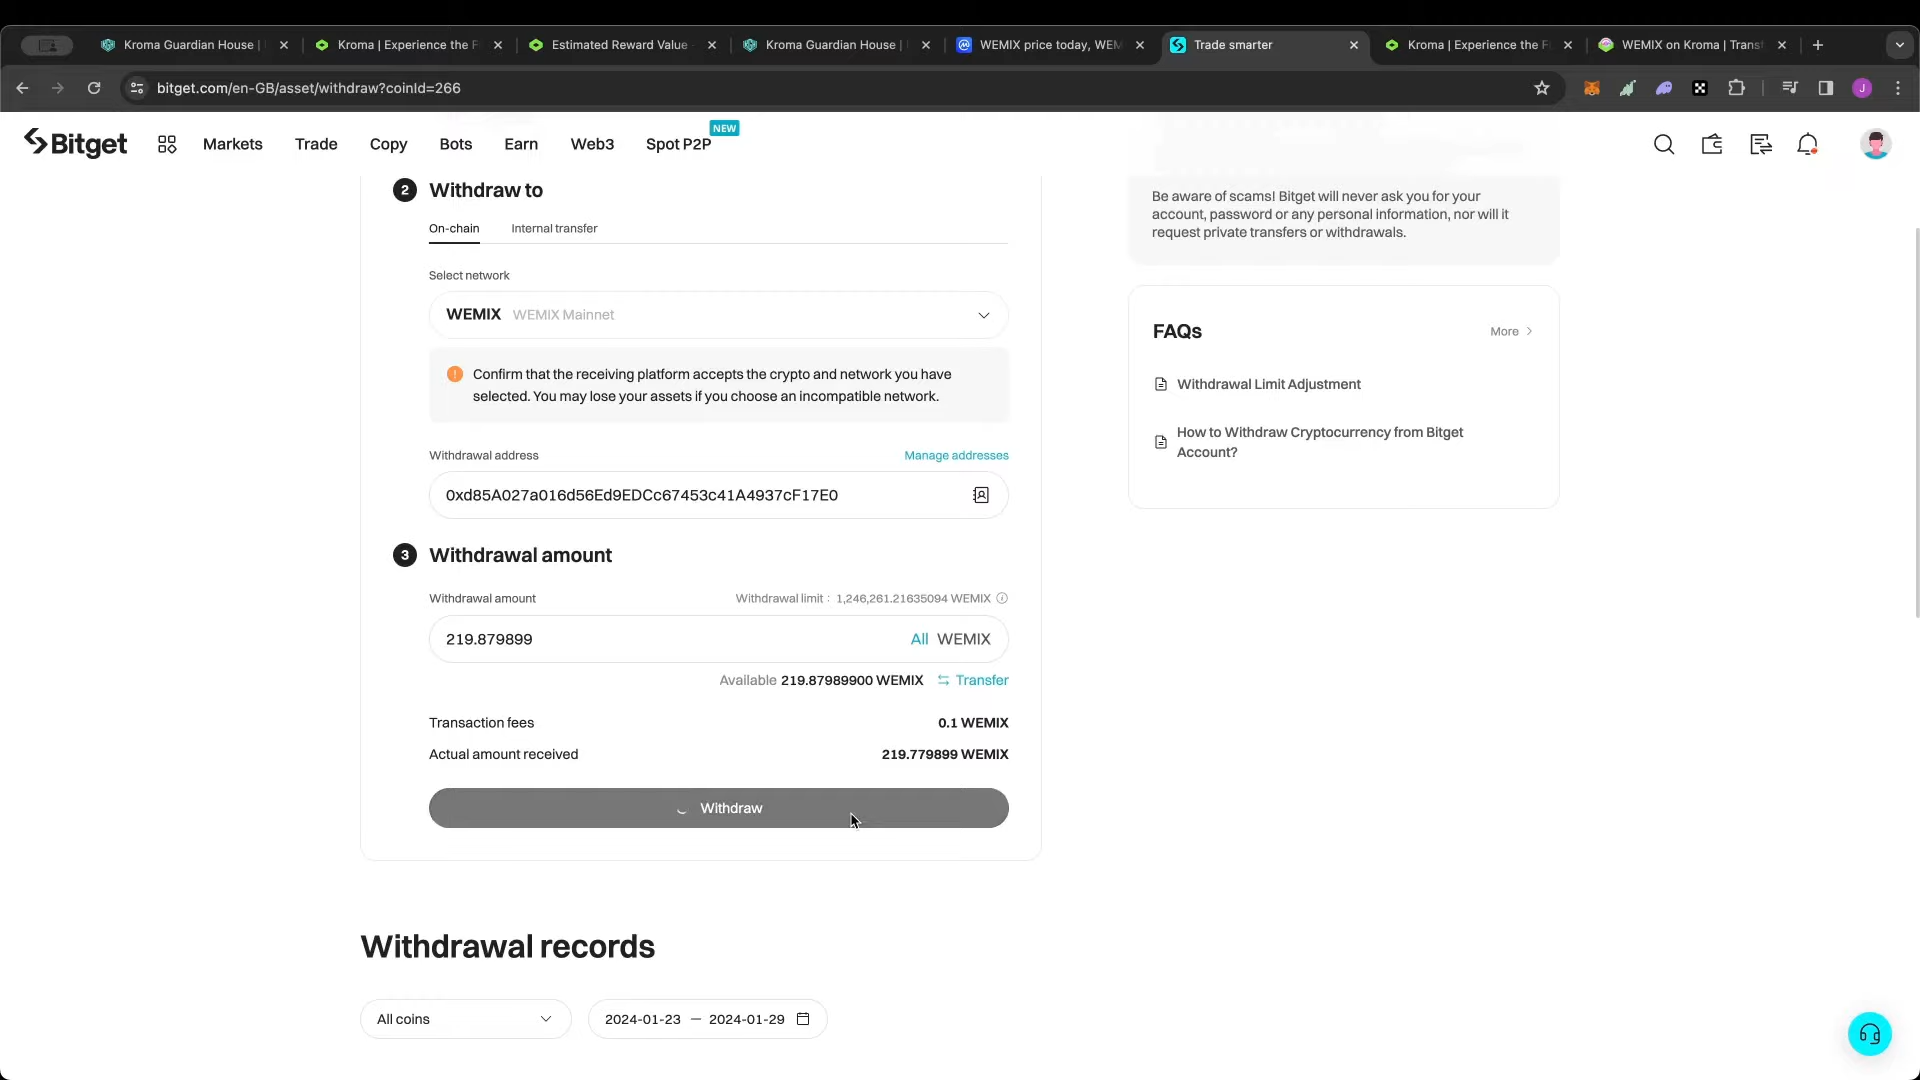 Kroma Guardian House |
Kroma | Experience the F
Estimated Reward Value
Kroma Guardian House |
WEMIX price today, WEM
Trade smarter
Kroma | Experience the F
WEMIX on Kroma | Trans
bitget.com/en-GB/asset/withdraw?coinId=266
J
Bitget
Markets
Trade
Copy
Bots
Earn
Web3
Spot P2P
NEW
2 Withdraw to
On-chain
Internal transfer
Select network
WEMIX WEMIX Mainnet
Confirm that the receiving platform accepts the crypto and network you have
selected. You may lose your assets if you choose an incompatible network.
Withdrawal address
Manage addresses
0xd85A027a016d56Ed9EDCc67453c41A4937cF17E0
3 Withdrawal amount
Withdrawal amount
Withdrawal limit : 1,246,261.21635094 WEMIX
219.879899
All WEMIX
Available 219.87989900 WEMIX Transfer
Transaction fees
0.1 WEMIX
Actual amount received
219.779899 WEMIX
Withdraw
Be aware of scams! Bitget will never ask you for your
account, password or any personal information, nor will it
request private transfers or withdrawals.
FAQs
More
Withdrawal Limit Adjustment
How to Withdraw Cryptocurrency from Bitget
Account?
Withdrawal records
All coins
2024-01-23 — 2024-01-29